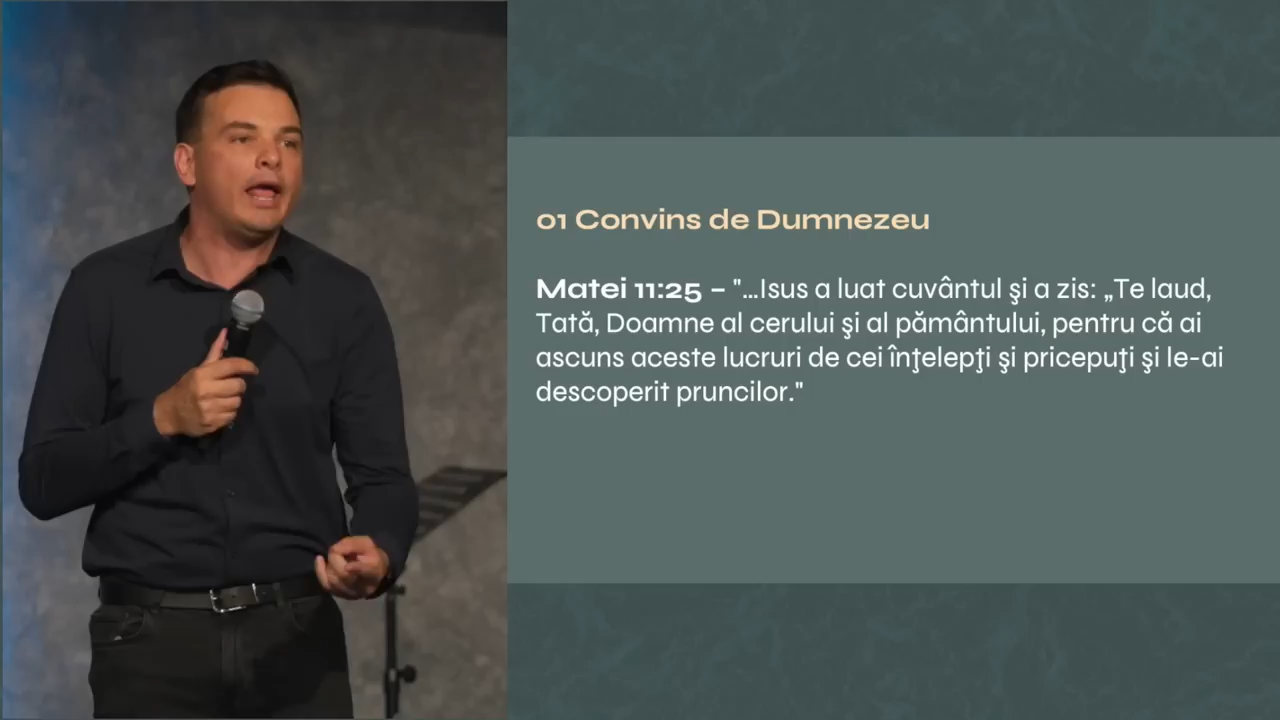 01 Convins de Dumnezeu
Matei 11:25 – "...Isus a luat cuvântul şi a zis: „Te laud,
Tată, Doamne al cerului şi al pământului, pentru că ai
ascuns aceste lucruri de cei înţelepţi şi pricepuţi şi le-ai
descoperit pruncilor."